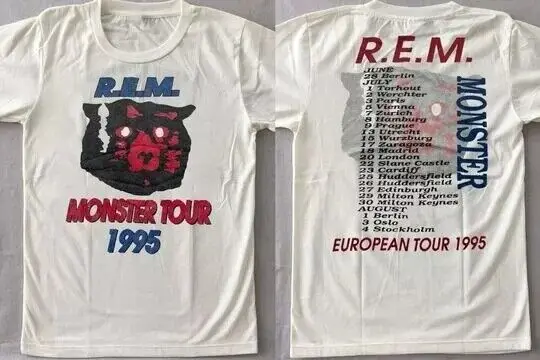 R.E.M.
MONSTER TOUR
1995
R.E.M.
MONSTER
JUNE
28 Berlin
JULY
1 Torhout
2 Werchter
3 Paris
5 Vienna
7 Zurich
8 Hamburg
9 Prague
13 Utrecht
15 Wurzburg
17 Zaragoza
18 Madrid
20 London
22 Slane Castle
23 Cardiff
25 Huddersfield
26 Huddersfield
27 Edinburgh
29 Milton Keynes
30 Milton Keynes
AUGUST
1 Berlin
3 Oslo
4 Stockholm
EUROPEAN TOUR 1995